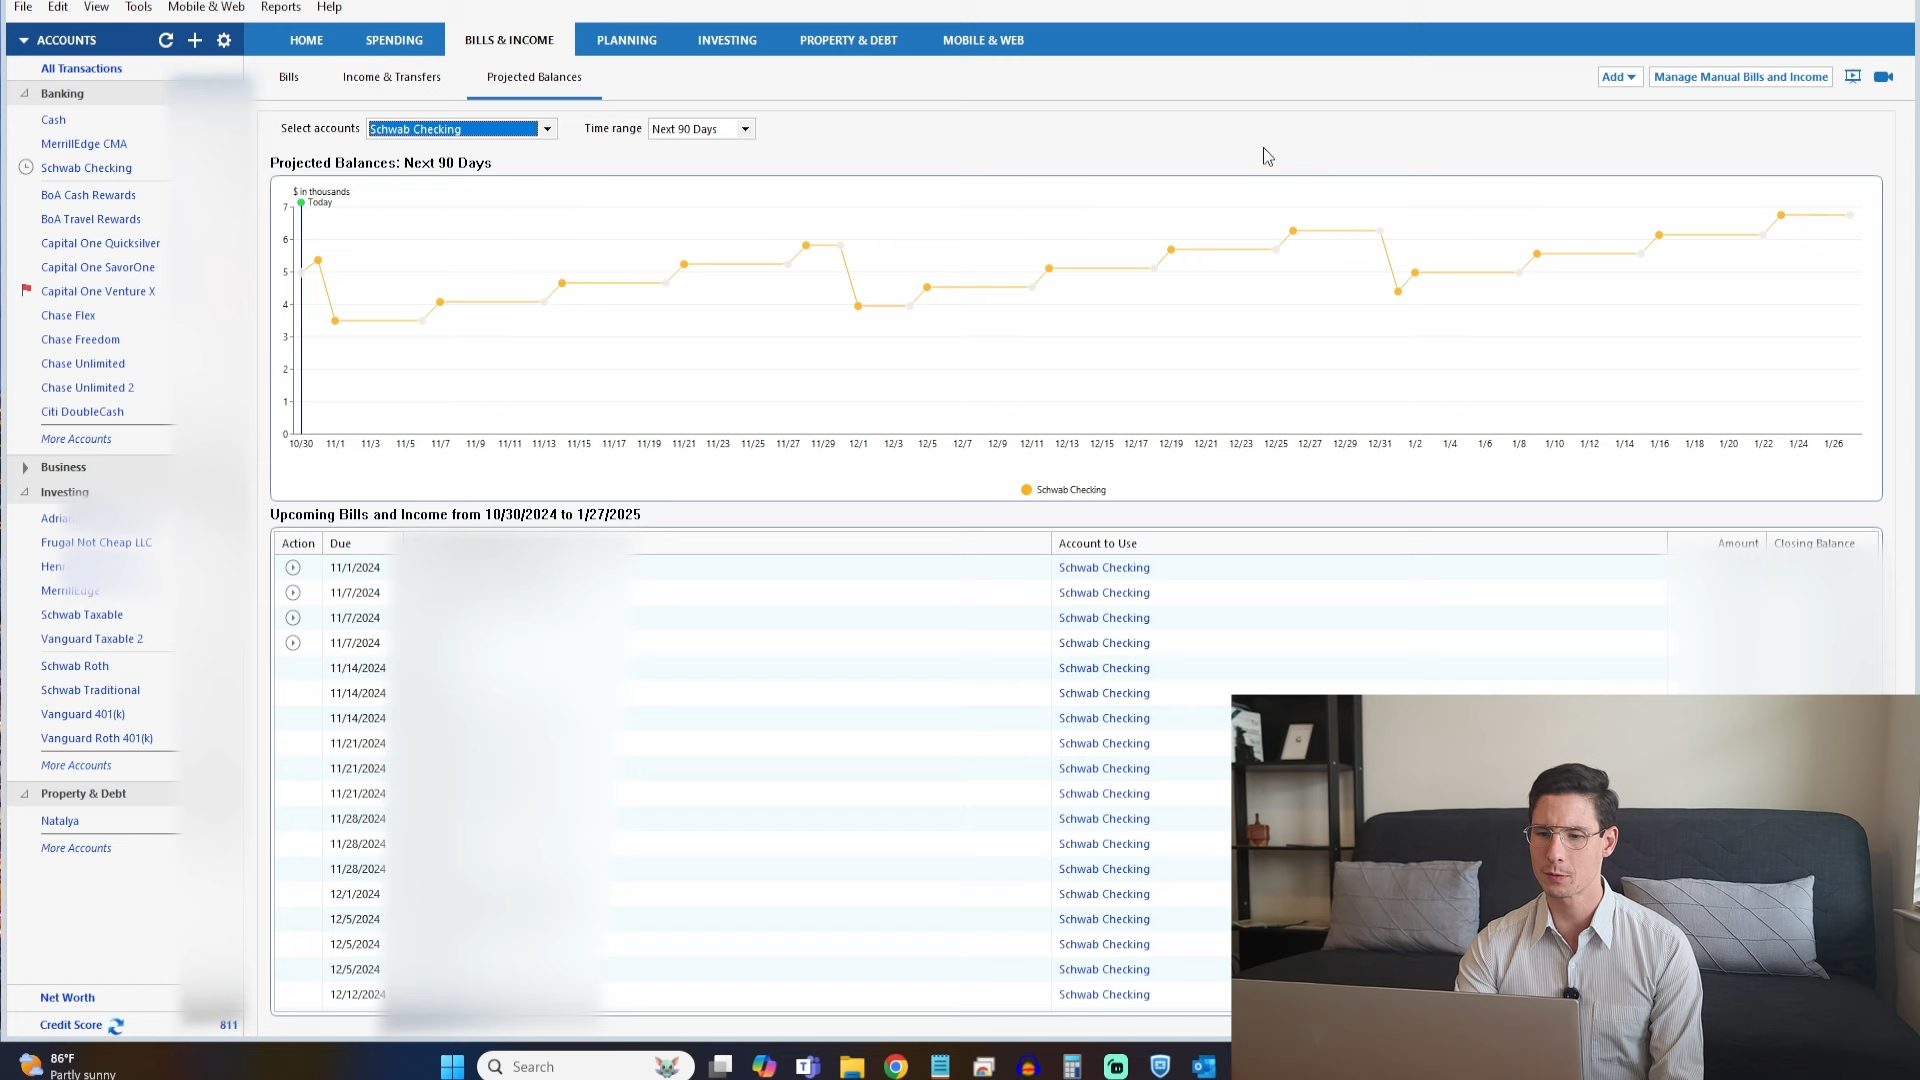 File Edit View Tools Mobile & Web Reports Help
ACCOUNTS
HOME SPENDING BILLS & INCOME PLANNING INVESTING PROPERTY & DEBT MOBILE & WEB
All Transactions
Bills Income & Transfers Projected Balances
Add Manage Manual Bills and Income
Banking
Cash
MerrillEdge CMA
Schwab Checking
BoA Cash Rewards
BoA Travel Rewards
Capital One Quicksilver
Capital One SavorOne
Capital One Venture X
Chase Flex
Chase Freedom
Chase Unlimited
Chase Unlimited 2
Citi DoubleCash
More Accounts
Business
Investing
Frugal Not Cheap LLC
MerrillEdge
Schwab Taxable
Vanguard Taxable 2
Schwab Roth
Schwab Traditional
Vanguard 401(k)
Vanguard Roth 401(k)
More Accounts
Property & Debt
Natalya
More Accounts
Net Worth
Credit Score 811
Select accounts Schwab Checking Time range Next 90 Days
Projected Balances: Next 90 Days
$ in thousands
Today
7
6
5
4
3
2
1
0
10/30 11/1 11/3 11/5 11/7 11/9 11/11 11/13 11/15 11/17 11/19 11/21 11/23 11/25 11/27 11/29 12/1 12/3 12/5 12/7 12/9 12/11 12/13 12/15 12/17 12/19 12/21 12/23 12/25 12/27 12/29 12/31 1/2 1/4 1/6 1/8 1/10 1/12 1/14 1/16 1/18 1/20 1/22 1/24 1/26
Schwab Checking
Upcoming Bills and Income from 10/30/2024 to 1/27/2025
Action Due Account to Use Amount Closing Balance
11/1/2024 Schwab Checking
11/7/2024 Schwab Checking
11/7/2024 Schwab Checking
11/7/2024 Schwab Checking
11/14/2024 Schwab Checking
11/14/2024 Schwab Checking
11/14/2024 Schwab Checking
11/21/2024 Schwab Checking
11/21/2024 Schwab Checking
11/21/2024 Schwab Checking
11/28/2024 Schwab Checking
11/28/2024 Schwab Checking
11/28/2024 Schwab Checking
12/1/2024 Schwab Checking
12/5/2024 Schwab Checking
12/5/2024 Schwab Checking
12/5/2024 Schwab Checking
12/12/2024 Schwab Checking
86°F
Partly sunny
Search